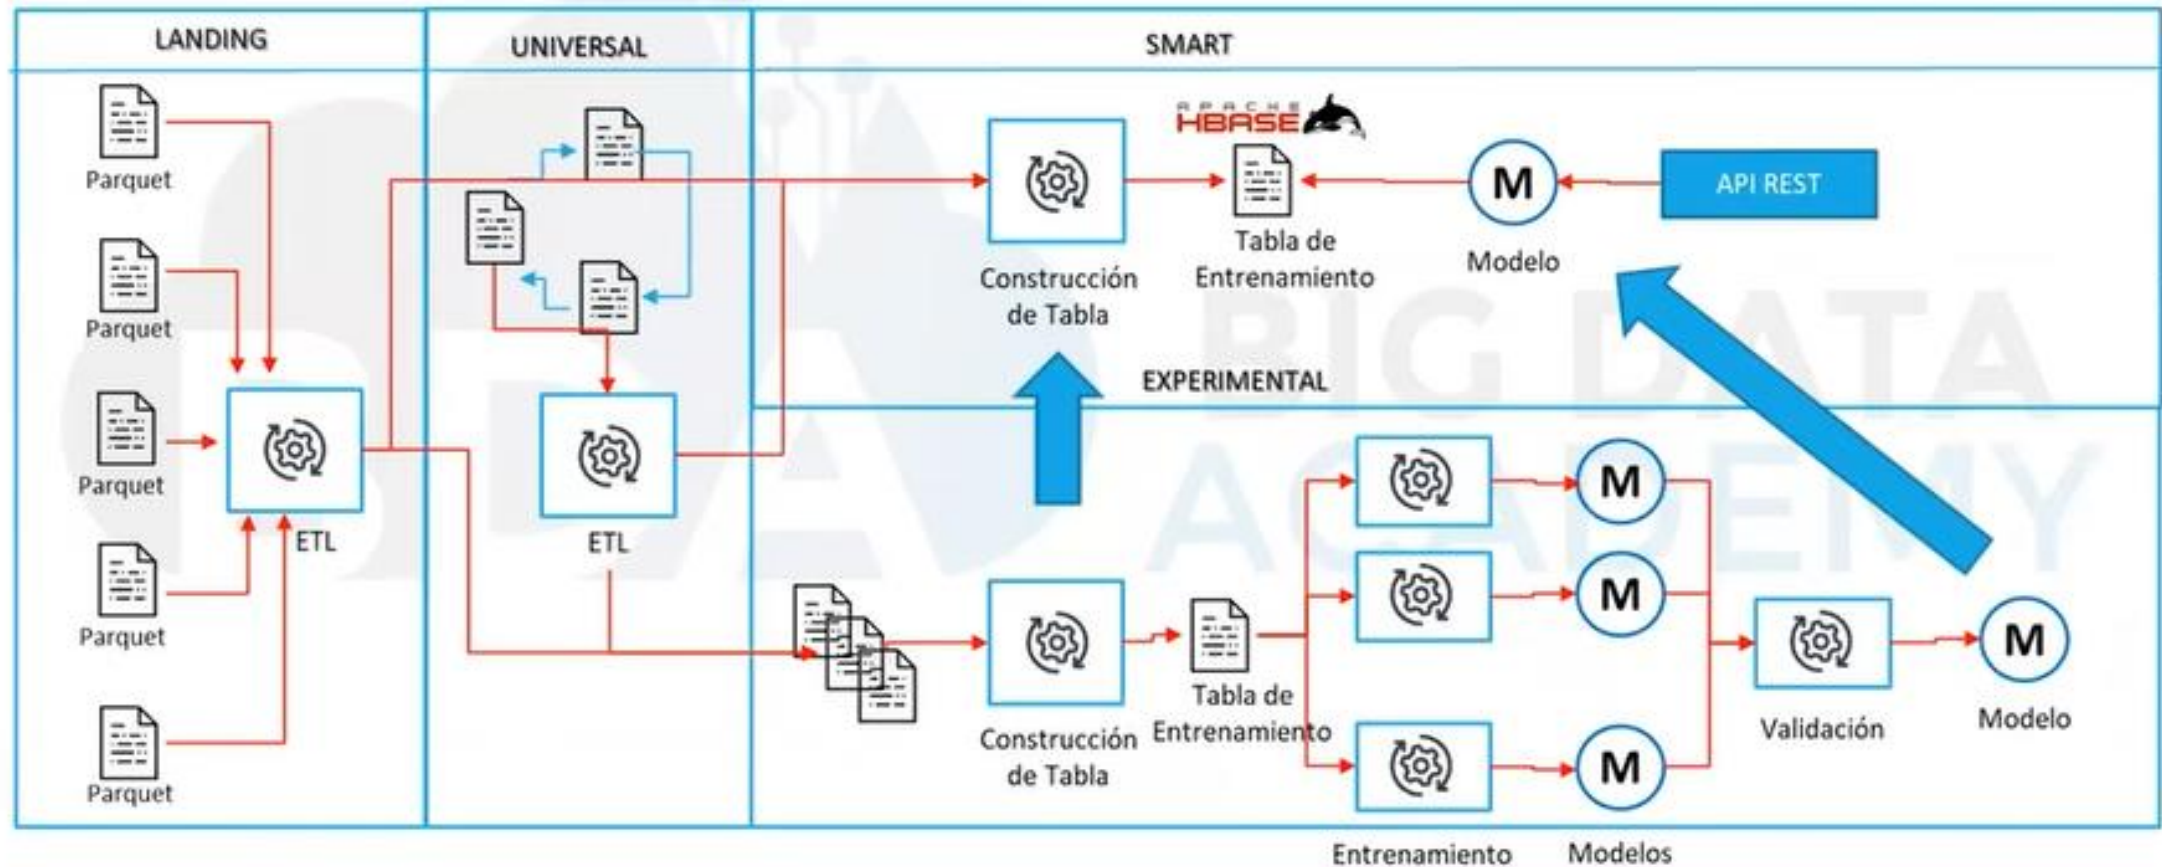 LANDING
UNIVERSAL
SMART
Parquet
Parquet
Parquet
Parquet
Parquet
ETL
ETL
Construcción
de Tabla
APACHE
HBASE
Tabla de
Entrenamiento
M
Modelo
API REST
EXPERIMENTAL
BIG DATA
ACADEMY
BDA
Construcción
de Tabla
Tabla de
Entrenamiento
M
M
M
Entrenamiento
Modelos
Validación
M
Modelo